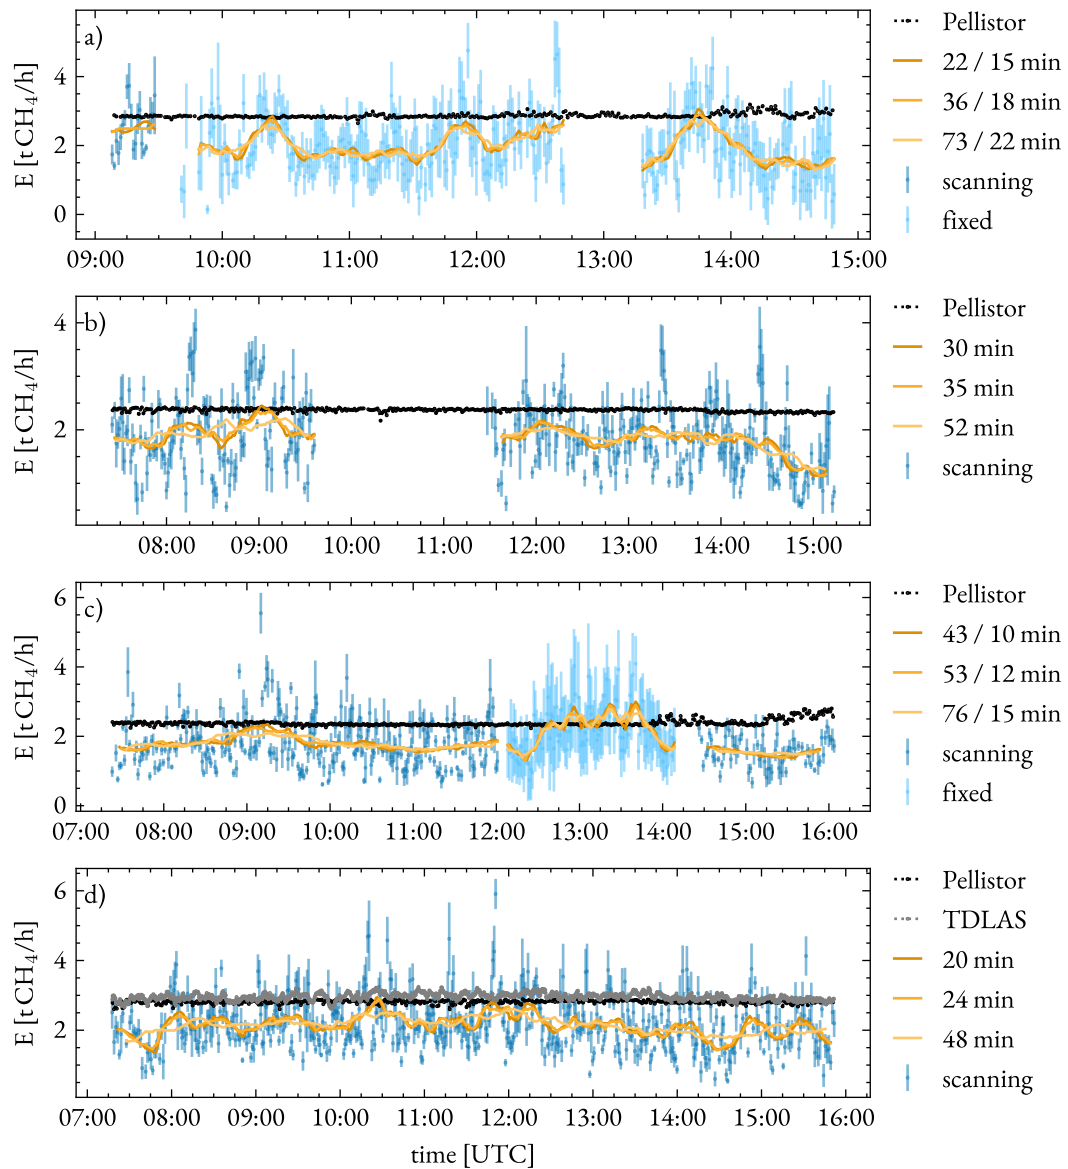 a)
E [t CH₄/h]
4
2
0
09:00 10:00 11:00 12:00 13:00 14:00 15:00
Pellistor
22 / 15 min
36 / 18 min
73 / 22 min
scanning
fixed
b)
E [t CH₄/h]
4
2
08:00 09:00 10:00 11:00 12:00 13:00 14:00 15:00
Pellistor
30 min
35 min
52 min
scanning
c)
E [t CH₄/h]
6
4
2
0
07:00 08:00 09:00 10:00 11:00 12:00 13:00 14:00 15:00 16:00
Pellistor
43 / 10 min
53 / 12 min
76 / 15 min
scanning
fixed
d)
E [t CH₄/h]
6
4
2
07:00 08:00 09:00 10:00 11:00 12:00 13:00 14:00 15:00 16:00
time [UTC]
Pellistor
TDLAS
20 min
24 min
48 min
scanning